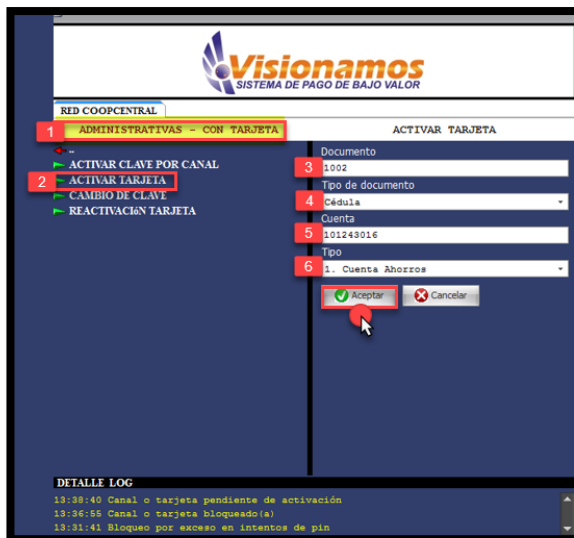 Visionamos
SISTEMA DE PAGO DE BAJO VALOR
RED COOPCENTRAL
1 ADMINISTRATIVAS - CON TARJETA
..
ACTIVAR CLAVE POR CANAL
2 ACTIVAR TARJETA
CAMBIO DE CLAVE
REACTIVACIóN TARJETA
ACTIVAR TARJETA
Documento
3 1002
Tipo de documento
4 Cédula
Cuenta
5 101243016
Tipo
6 1. Cuenta Ahorros
Aceptar Cancelar
DETALLE LOG
13:38:40 Canal o tarjeta pendiente de activación
13:36:55 Canal o tarjeta bloqueado(a)
13:31:41 Bloqueo por exceso en intentos de pin